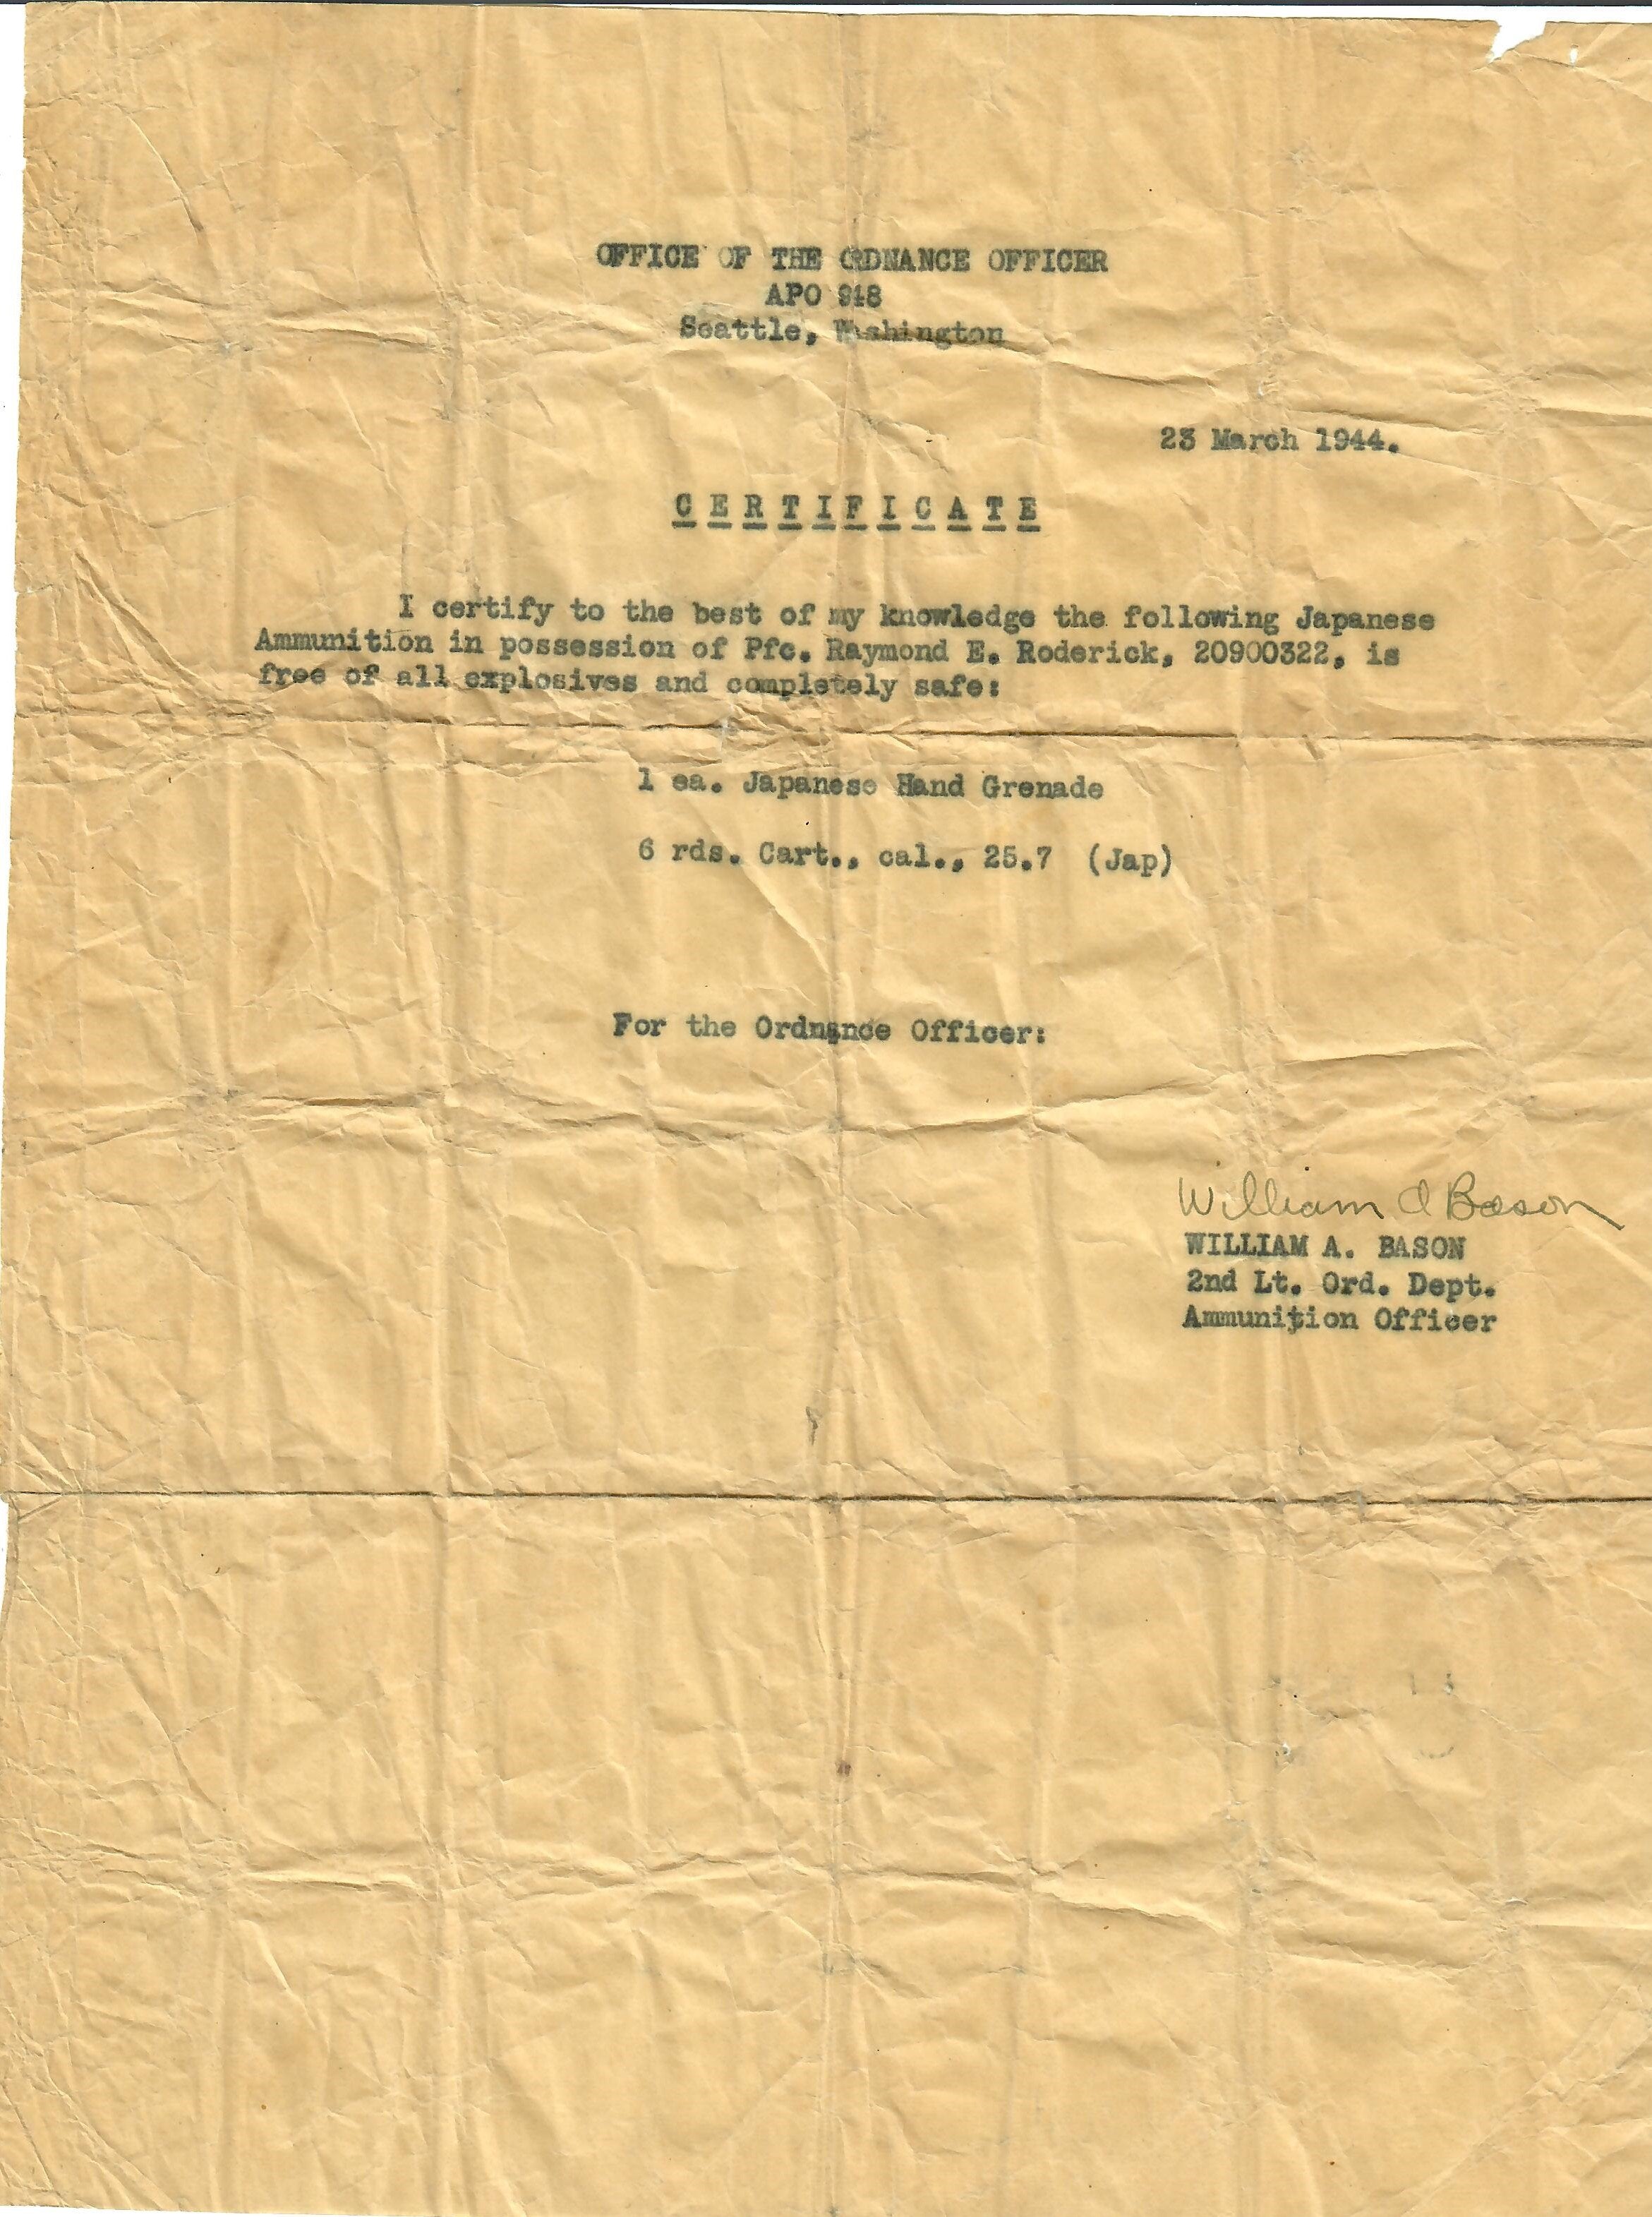 OFFICE OF THE ORDNANCE OFFICER
APO 948
Seattle, Washington
23 March 1944.
CERTIFICATE
I certify to the best of my knowledge the following Japanese
Ammunition in possession of Pfc. Raymond E. Roderick, 20900322, is
free of all explosives and completely safe:
1 ea. Japanese Hand Grenade
6 rds. Cart., cal., 25.7 (Jap)
For the Ordnance Officer:
William A Bason
WILLIAM A. BASON
2nd Lt. Ord. Dept.
Ammunition Officer